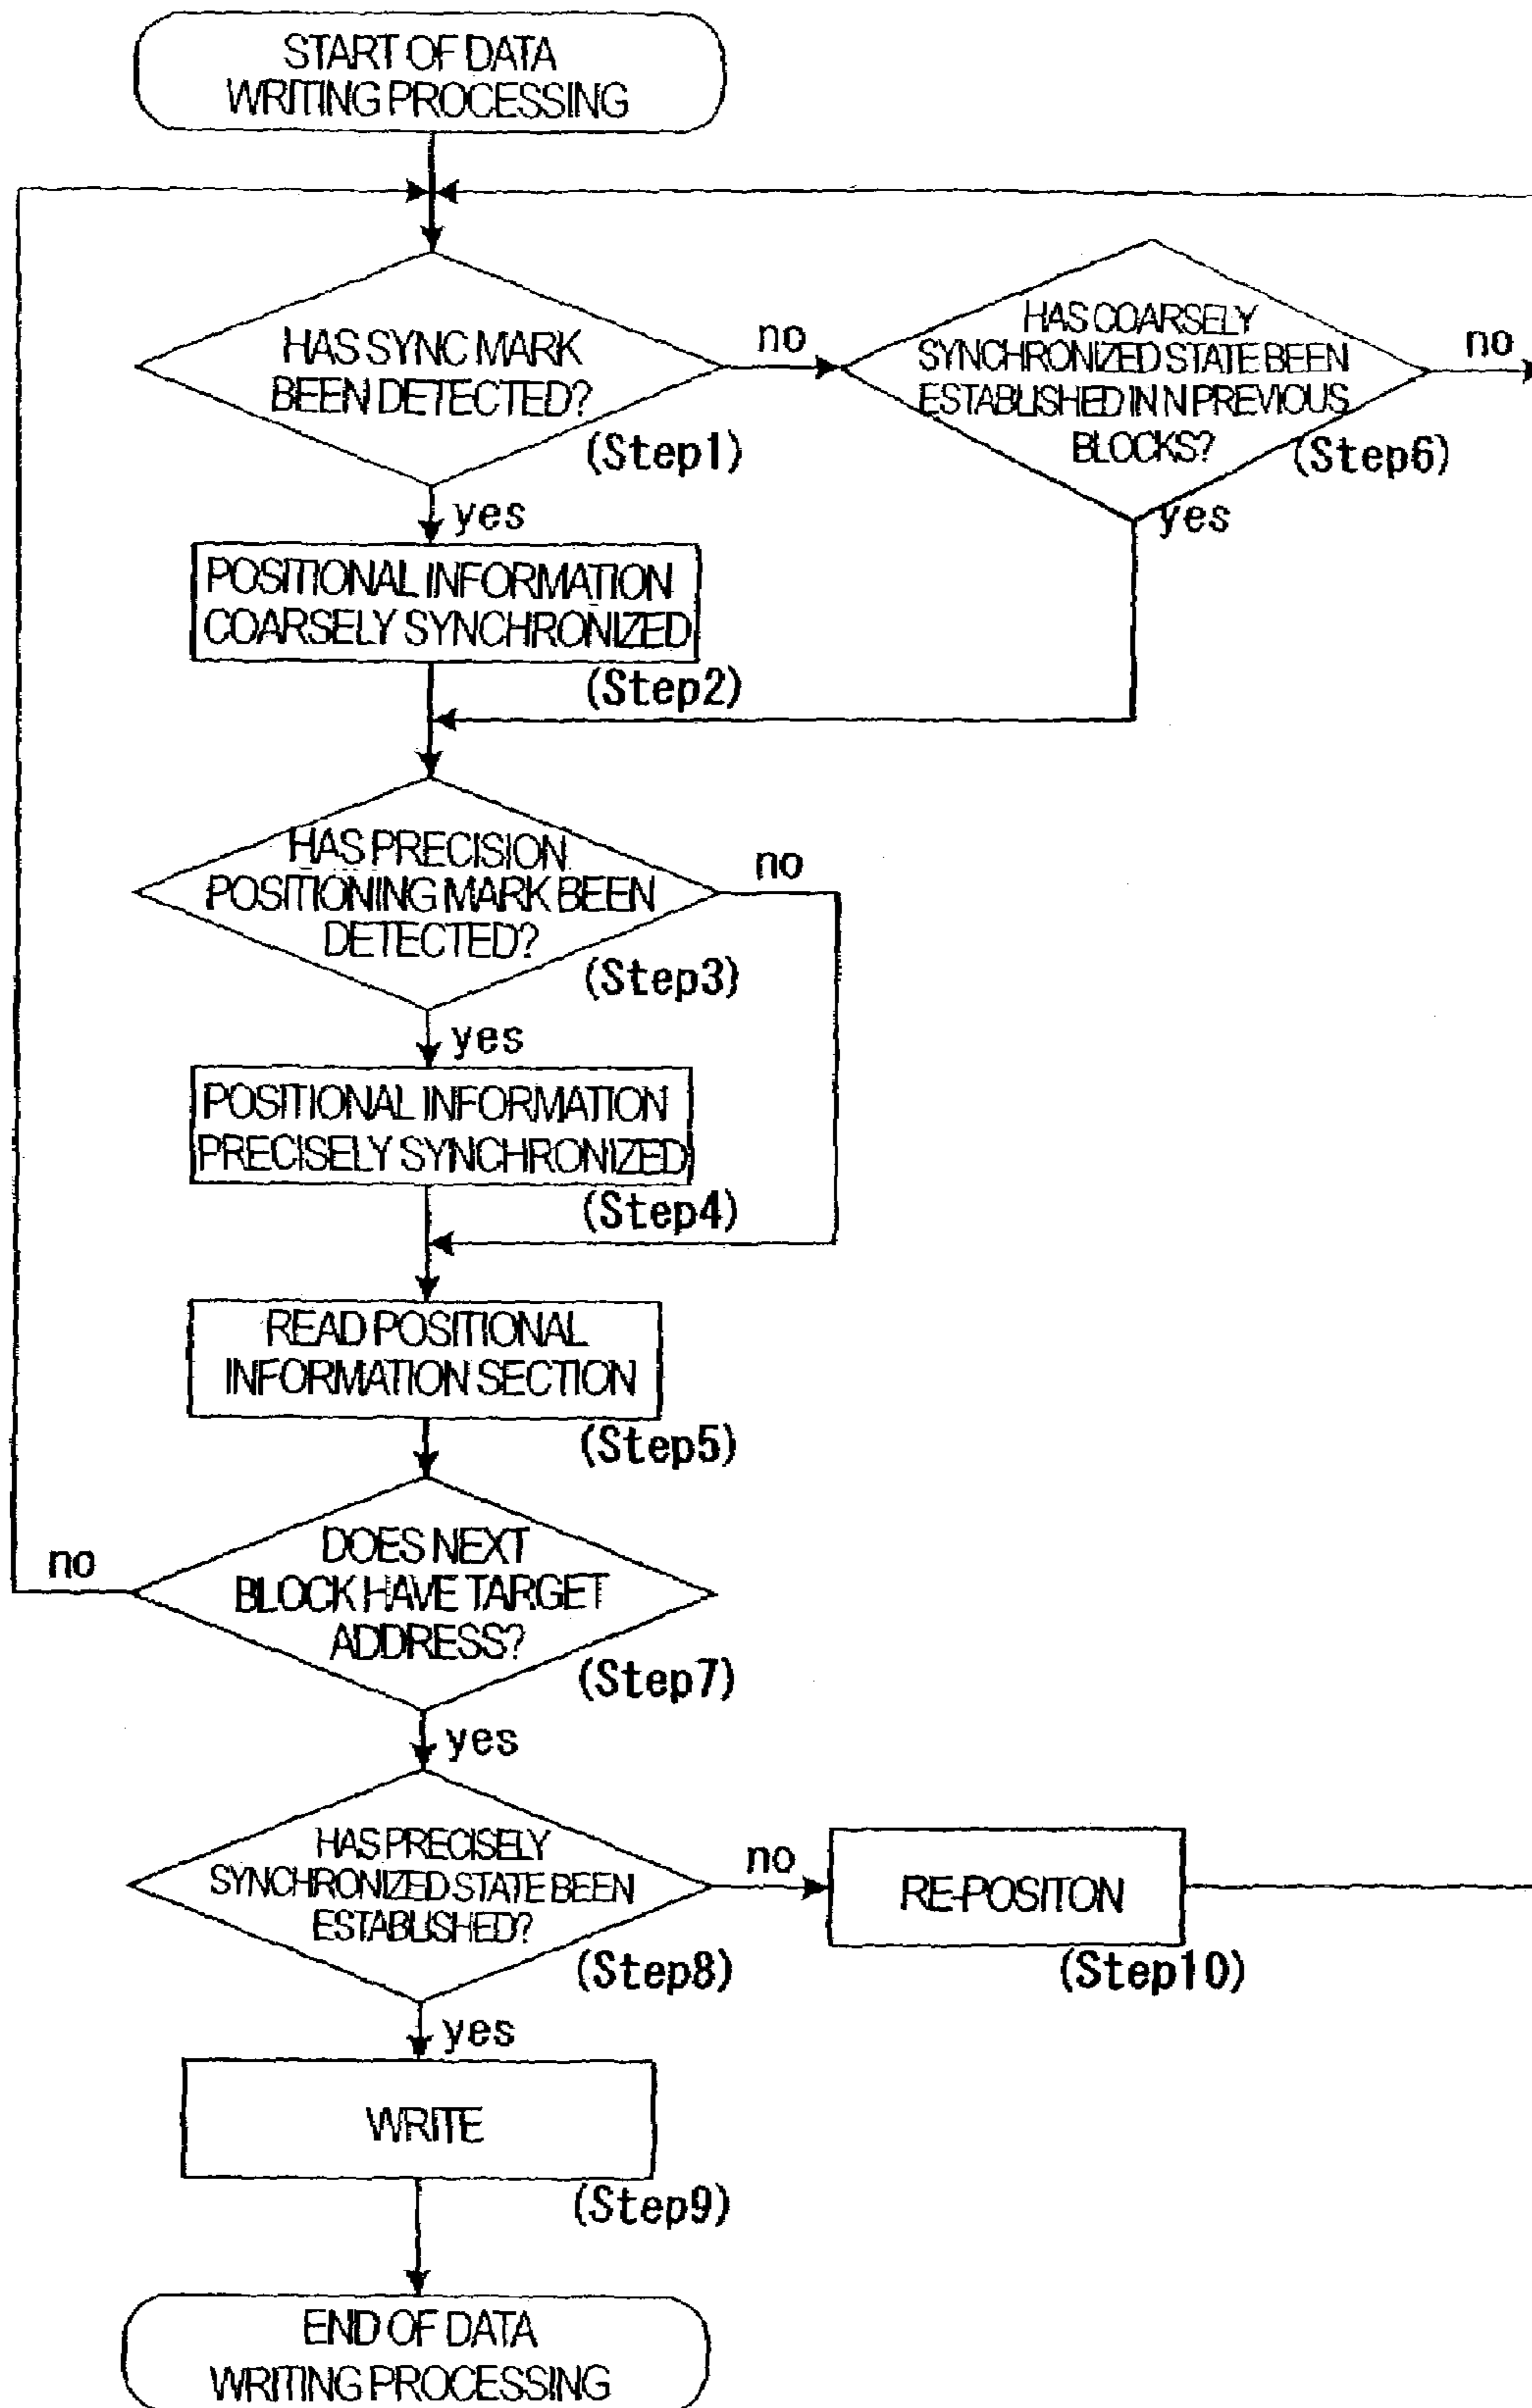 START OF DATA
WRITING PROCESSING
HAS SYNC MARK
BEEN DETECTED?
(Step1)
no
HAS COARSELY
SYNCHRONIZED STATE BEEN
ESTABLISHED IN N PREVIOUS
BLOCKS?
(Step6)
no
yes
yes
POSITIONAL INFORMATION
COARSELY SYNCHRONIZED
(Step2)
HAS PRECISION
POSITIONING MARK BEEN
DETECTED?
(Step3)
no
yes
POSITIONAL INFORMATION
PRECISELY SYNCHRONIZED
(Step4)
READ POSITIONAL
INFORMATION SECTION
(Step5)
DOES NEXT
BLOCK HAVE TARGET
ADDRESS?
(Step7)
no
yes
HAS PRECISELY
SYNCHRONIZED STATE BEEN
ESTABLISHED?
(Step8)
no
RE-POSITON
(Step10)
yes
WRITE
(Step9)
END OF DATA
WRITING PROCESSING